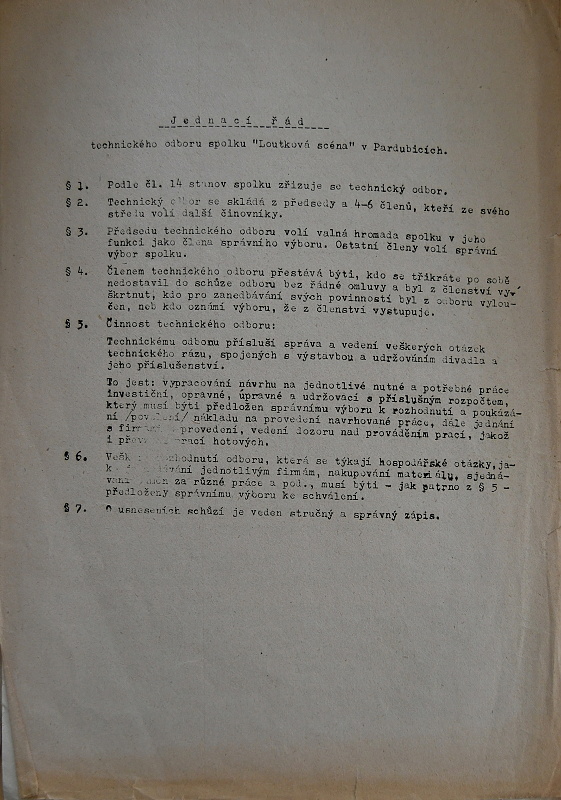 Jednací řád
technického odboru spolku "Loutková scéna" v Pardubicích.
§ 1. Podle čl. 14 stanov spolku zřizuje se technický odbor.
§ 2. Technický odbor se skládá z předsedy a 4-6 členů, kteří ze svého
středu volí další činovníky.
§ 3. Předsedu technického odboru volí valná hromada spolku v jeho
funkci jako člena správního výboru. Ostatní členy volí správní
výbor spolku.
§ 4. Členem technického odboru přestává býti, kdo se třikráte po sobě
nedostavil do schůze odboru bez řádné omluvy a byl z členství vy-
škrtnut, kdo pro zanedbávání svých povinností byl z odboru vylou-
čen, neb kdo oznámí výboru, že z členství vystupuje.
§ 5. Činnost technického odboru:
Technickému odboru přísluší správa a vedení veškerých otázek
technického rázu, spojených s výstavbou a udržováním divadla a
jeho příslušenství.
To jest: vypracování návrhu na jednotlivé nutné a potřebné práce
investiční, opravné, úpravné a udržovací s příslušným rozpočtem,
který musí býti předložen správnímu výboru k rozhodnutí a poukázá-
ní /povolení/ nákladu na provedení navrhované práce, dále jednání
s firmami o provedení, vedení dozoru nad prováděním prací, jakož
i prací hotových.
§ 6. rozhodnutí odboru, která se týkají hospodářské otázky, ja-
jednotlivým firmám, nakupování materiálu, sjedná-
vání za různé práce a pod., musí býti - jak patrno z § 5 -
předloženy správnímu výboru ke schválení.
§ 7. O usneseních schůzí je veden stručný a správný zápis.